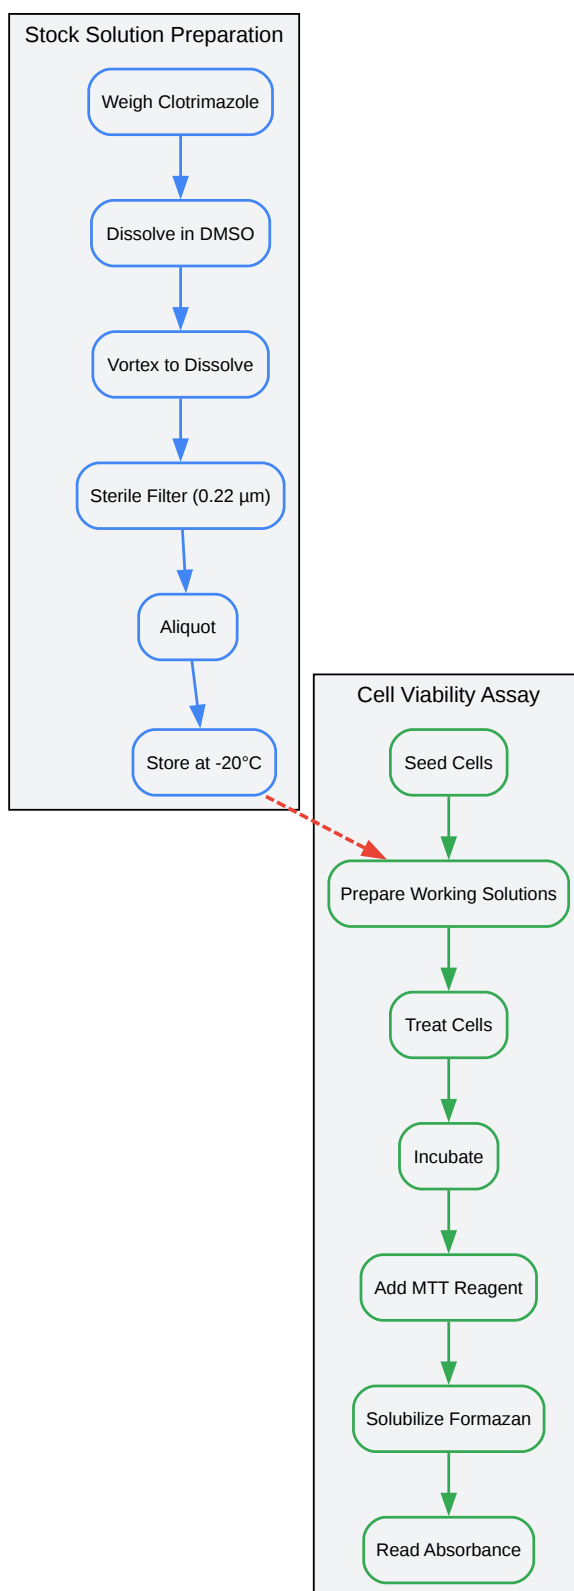 Stock Solution Preparation
Weigh Clotrimazole
Dissolve in DMSO
Vortex to Dissolve
Sterile Filter (0.22 µm)
Aliquot
Store at -20°C
Cell Viability Assay
Seed Cells
Prepare Working Solutions
Treat Cells
Incubate
Add MTT Reagent
Solubilize Formazan
Read Absorbance